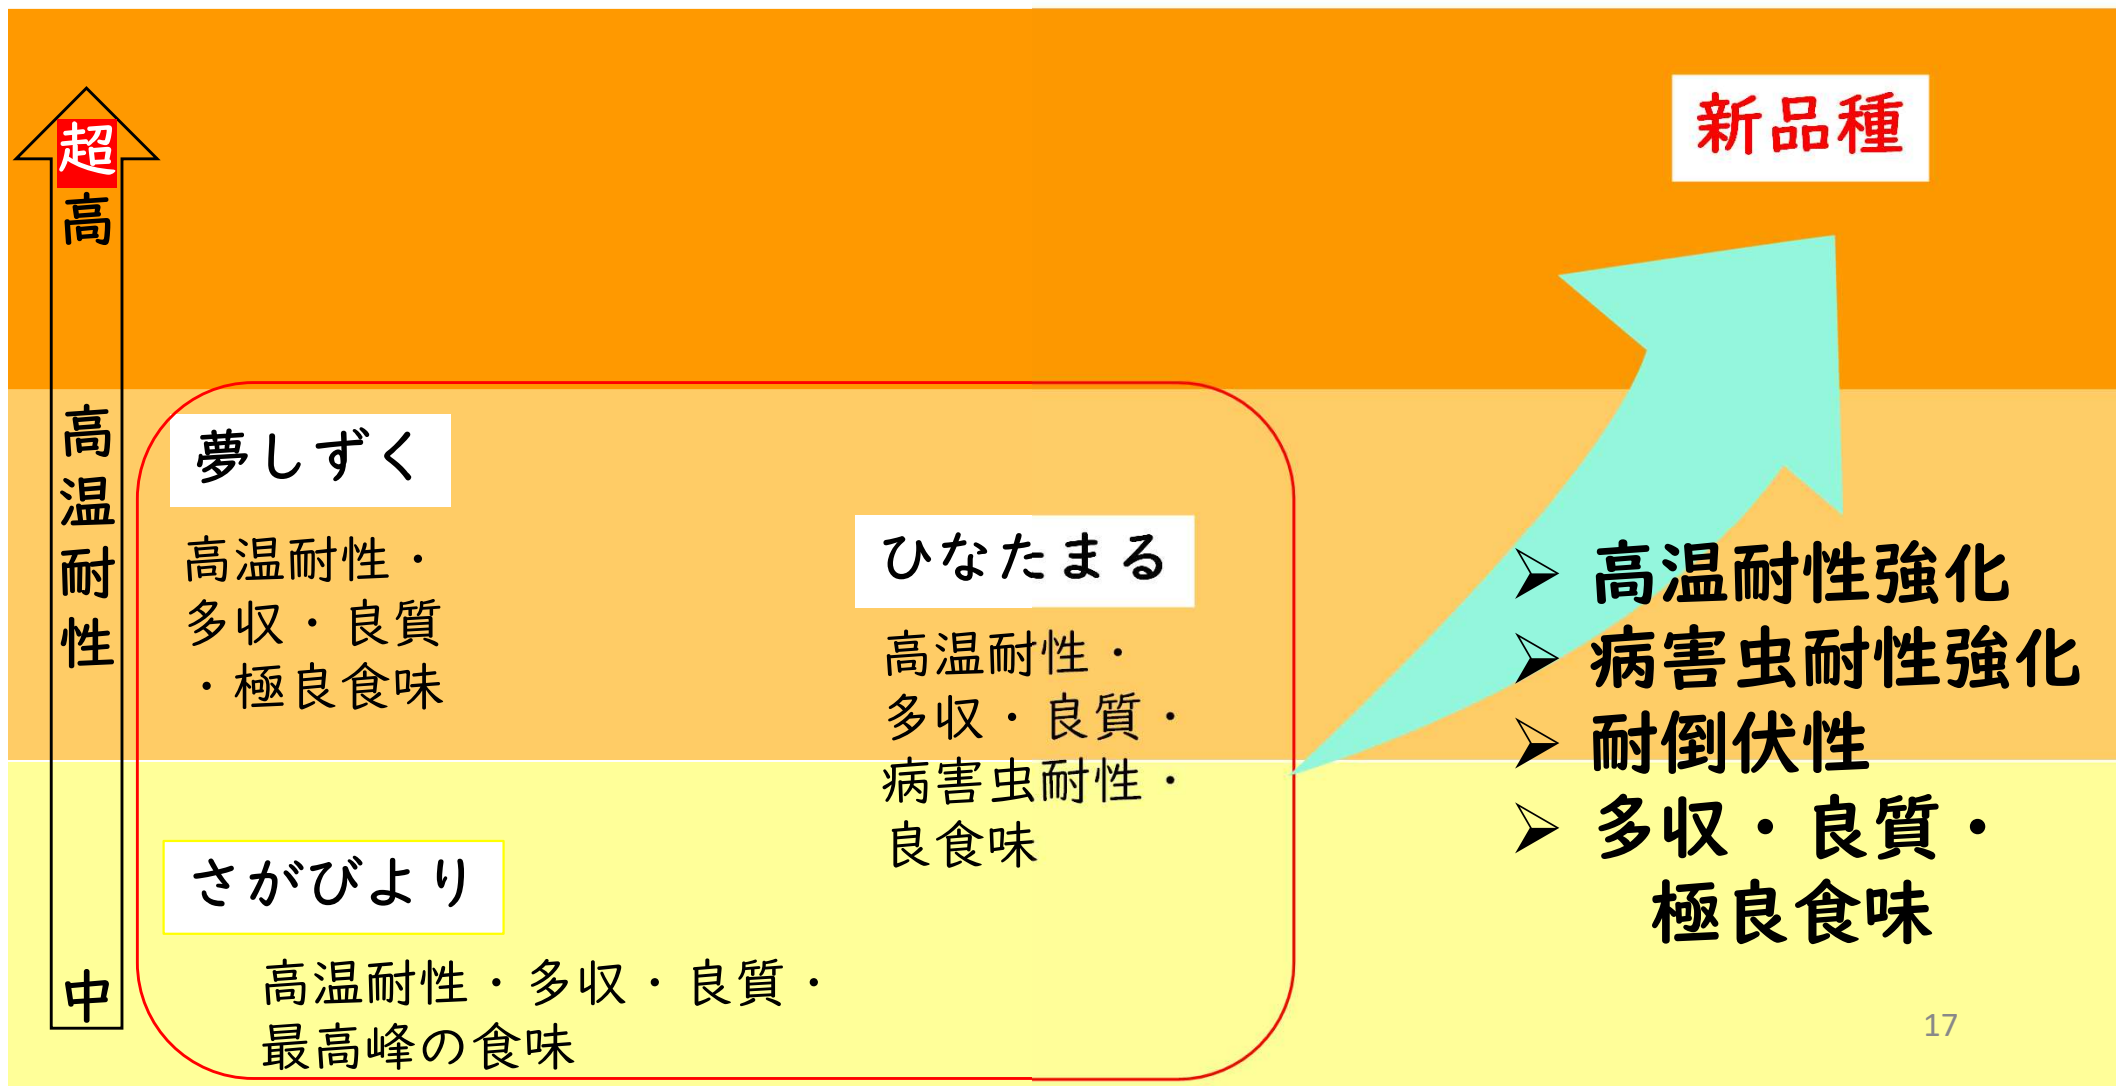 超
高
高
温
耐
性
中
新品種
夢しずく
高温耐性・
多収・良質
・極良食味
ひなたまる
高温耐性・
多収・良質・
病害虫耐性・
良食味
さがびより
高温耐性・多収・良質・
最高峰の食味
➢ 高温耐性強化
➢ 病害虫耐性強化
➢ 耐倒伏性
➢ 多収・良質・
極良食味
17